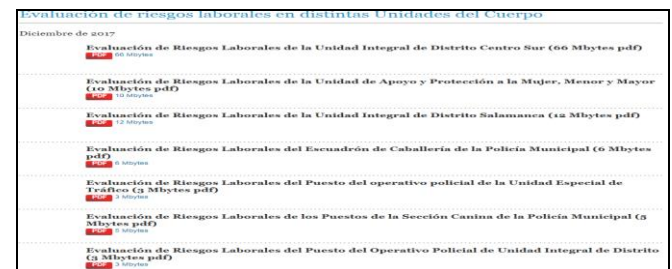 Evaluación de riesgos laborales en distintas Unidades del Cuerpo
Diciembre de 2017
Evaluación de Riesgos Laborales de la Unidad Integral de Distrito Centro Sur (66 Mbytes pdf)
PDF 66 Mbytes
Evaluación de Riesgos Laborales de la Unidad de Apoyo y Protección a la Mujer, Menor y Mayor
(10 Mbytes pdf)
PDF 10 Mbytes
Evaluación de Riesgos Laborales de la Unidad Integral de Distrito Salamanca (12 Mbytes pdf)
PDF 12 Mbytes
Evaluación de Riesgos Laborales del Escuadrón de Caballería de la Policía Municipal (6 Mbytes
pdf)
PDF 6 Mbytes
Evaluación de Riesgos Laborales del Puesto del operativo policial de la Unidad Especial de
Tráfico (3 Mbytes pdf)
PDF 3 Mbytes
Evaluación de Riesgos Laborales de los Puestos de la Sección Canina de la Policía Municipal (5
Mbytes pdf)
PDF 5 Mbytes
Evaluación de Riesgos Laborales del Puesto del Operativo Policial de Unidad Integral de Distrito
(3 Mbytes pdf)
PDF 3 Mbytes